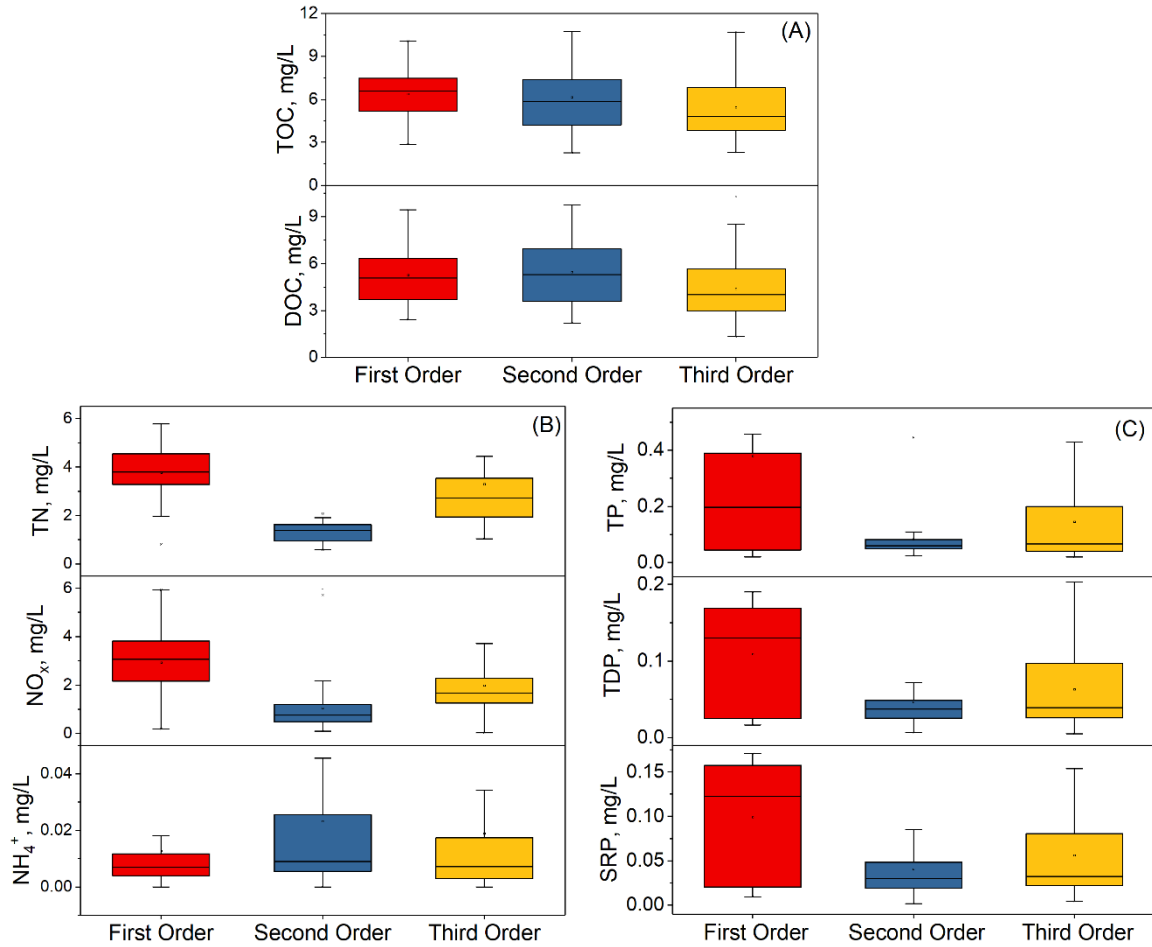 (A)
12
9
6
3
0
TOC, mg/L
9
6
3
0
DOC, mg/L
First Order Second Order Third Order
(B)
6
4
2
0
TN, mg/L
6
4
2
0
NOx, mg/L
0.04
0.02
0.00
NH4+, mg/L
First Order Second Order Third Order
(C)
0.4
0.2
0.0
TP, mg/L
0.2
0.1
0.0
TDP, mg/L
0.15
0.10
0.05
0.00
SRP, mg/L
First Order Second Order Third Order